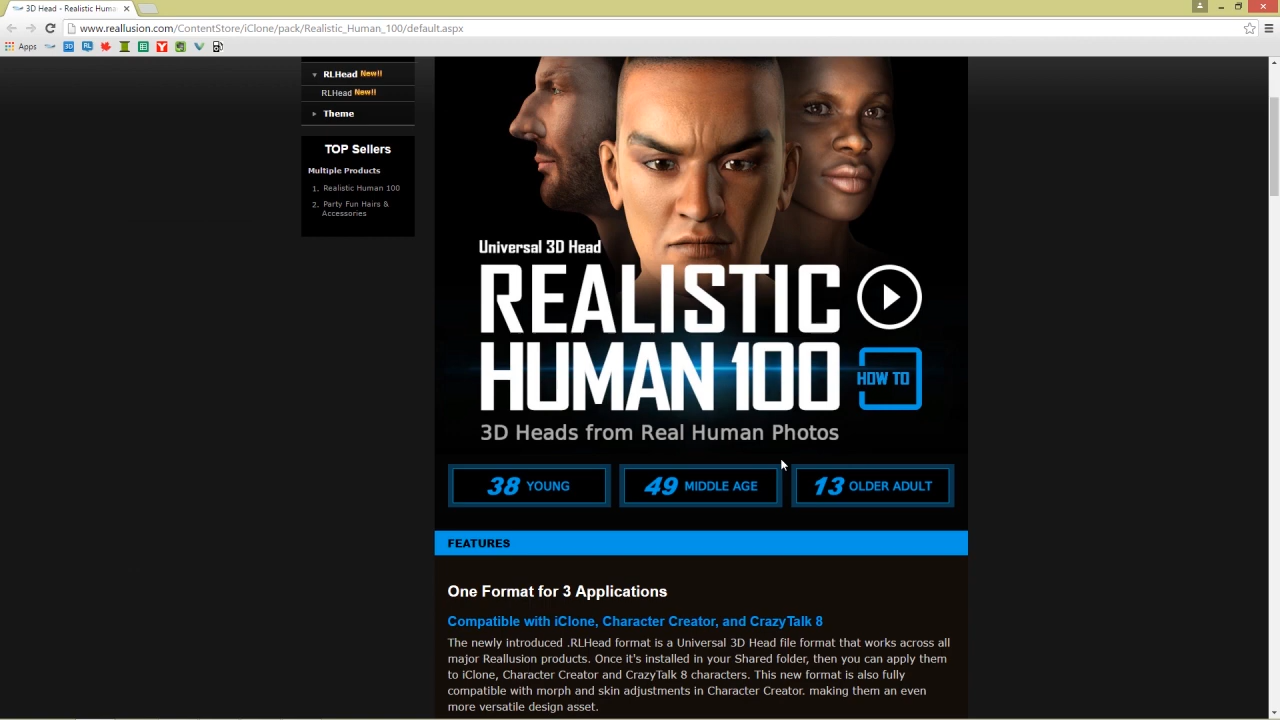 3D Head - Realistic Huma
www.reallusion.com/ContentStore/iClone/pack/Realistic_Human_100/default.aspx
Apps
RLHead New!!
RLHead New!!
Theme
TOP Sellers
Multiple Products
1. Realistic Human 100
2. Party Fun Hairs &
Accessories
Universal 3D Head
REALISTIC
HUMAN 100
HOW TO
3D Heads from Real Human Photos
38 YOUNG
49 MIDDLE AGE
13 OLDER ADULT
FEATURES
One Format for 3 Applications
Compatible with iClone, Character Creator, and CrazyTalk 8
The newly introduced .RLHead format is a Universal 3D Head file format that works across all
major Reallusion products. Once it's installed in your Shared folder, then you can apply them
to iClone, Character Creator and CrazyTalk 8 characters. This new format is also fully
compatible with morph and skin adjustments in Character Creator. making them an even
more versatile design asset.